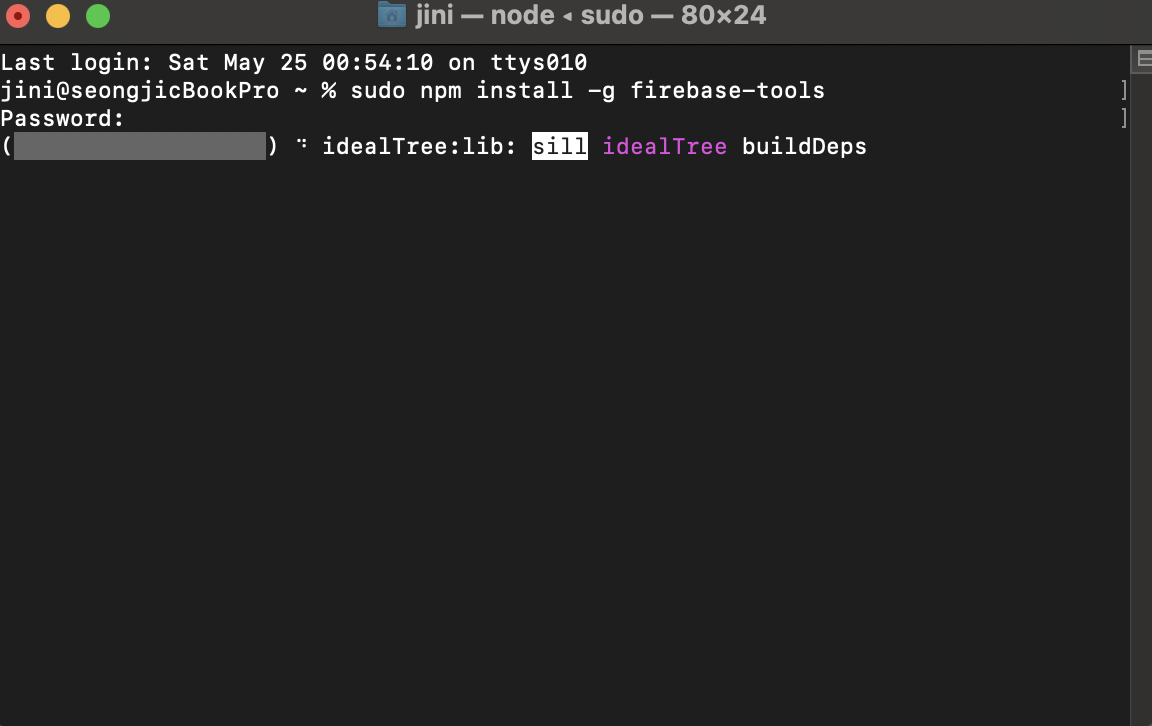 jini — node ◂ sudo — 80×24
Last login: Sat May 25 00:54:10 on ttys010
jini@seongjicBookPro ~ % sudo npm install -g firebase-tools
Password:
(                  ) ⠙ idealTree:lib: sill idealTree buildDeps